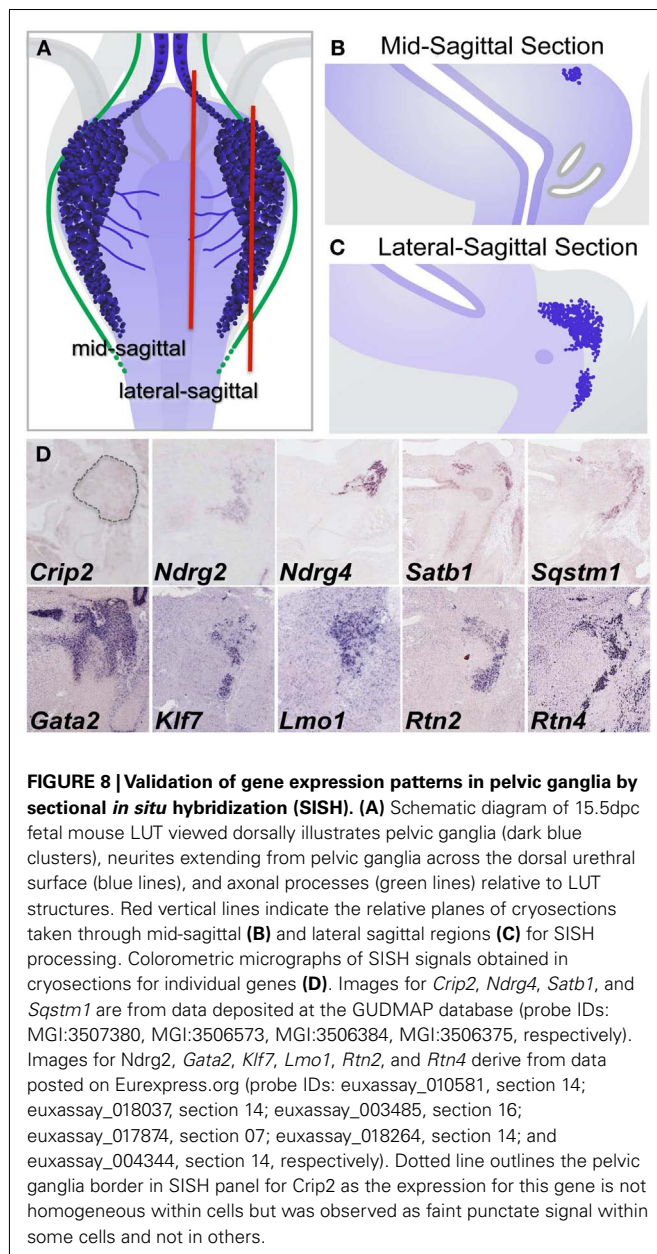 A
mid-sagittal
lateral-sagittal
B
Mid-Sagittal Section
C
Lateral-Sagittal Section
D
Crip2 Ndrg2 Ndrg4 Satb1 Sqstm1
Gata2 Klf7 Lmo1 Rtn2 Rtn4
FIGURE 8 | Validation of gene expression patterns in pelvic ganglia by
sectional in situ hybridization (SISH). (A) Schematic diagram of 15.5dpc
fetal mouse LUT viewed dorsally illustrates pelvic ganglia (dark blue
clusters), neurites extending from pelvic ganglia across the dorsal urethral
surface (blue lines), and axonal processes (green lines) relative to LUT
structures. Red vertical lines indicate the relative planes of cryosections
taken through mid-sagittal (B) and lateral sagittal regions (C) for SISH
processing. Colorometric micrographs of SISH signals obtained in
cryosections for individual genes (D). Images for Crip2, Ndrg4, Satb1, and
Sqstm1 are from data deposited at the GUDMAP database (probe IDs:
MGI:3507380, MGI:3506573, MGI:3506384, MGI:3506375, respectively).
Images for Ndrg2, Gata2, Klf7, Lmo1, Rtn2, and Rtn4 derive from data
posted on Eurexpress.org (probe IDs: euxassay_010581, section 14;
euxassay_018037, section 14; euxassay_003485, section 16;
euxassay_017874, section 07; euxassay_018264, section 14; and
euxassay_004344, section 14, respectively). Dotted line outlines the pelvic
ganglia border in SISH panel for Crip2 as the expression for this gene is not
homogeneous within cells but was observed as faint punctate signal within
some cells and not in others.